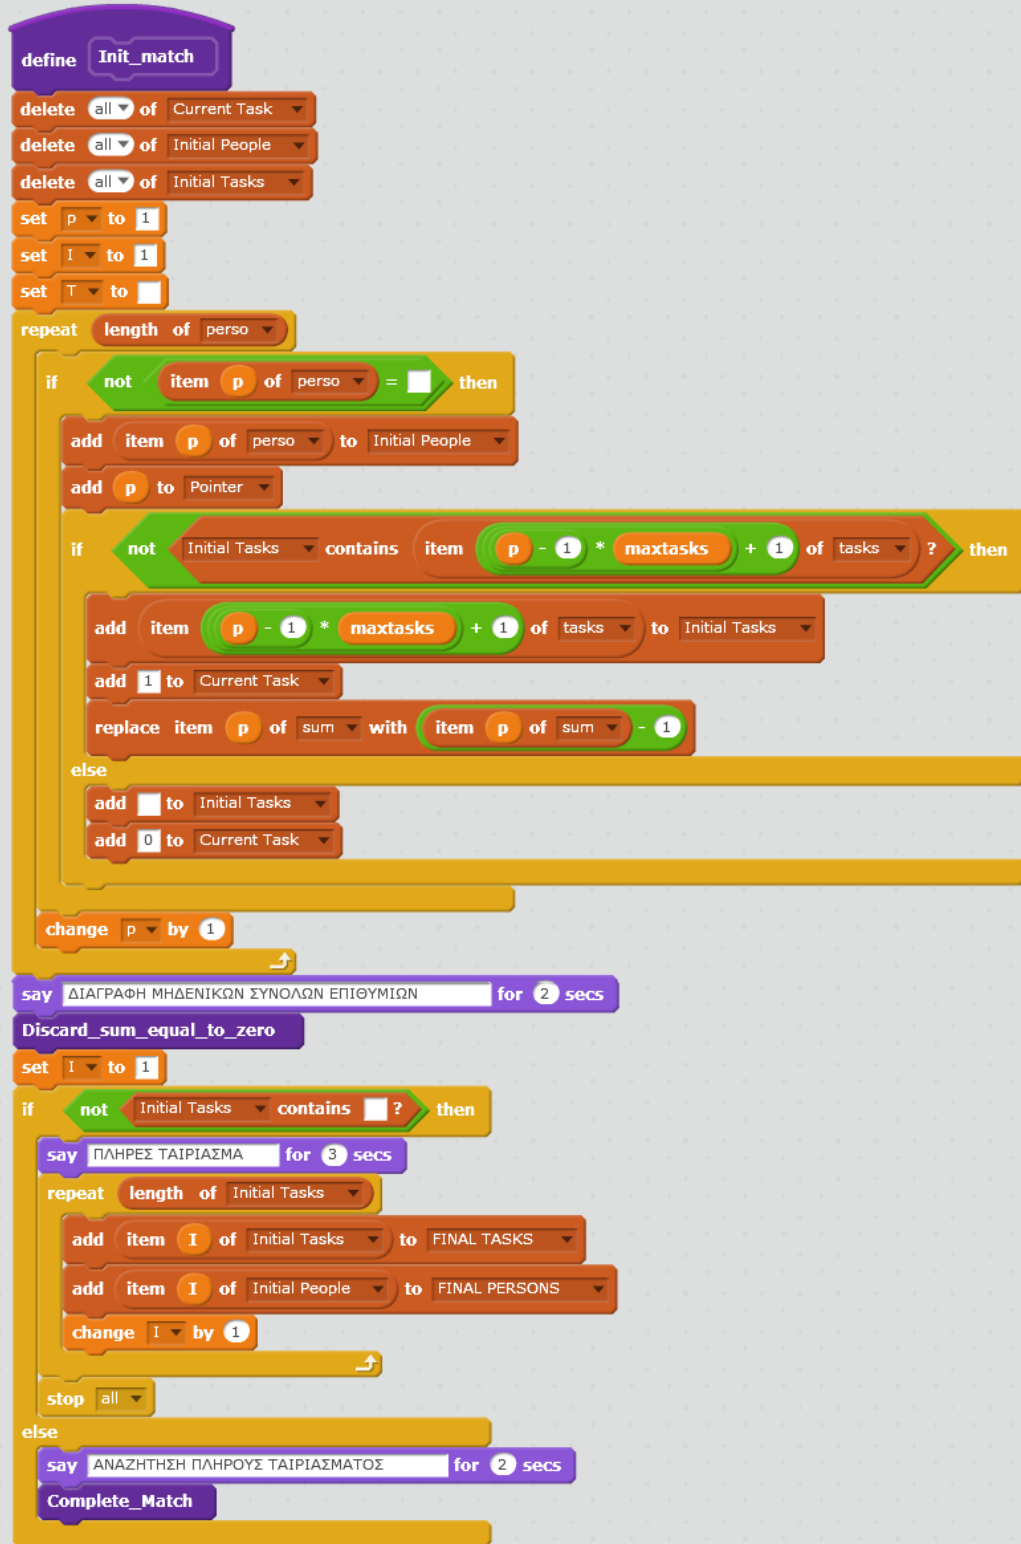 define Init_match
delete all of Current Task
delete all of Initial People
delete all of Initial Tasks
set p to 1
set I to 1
set T to
repeat length of perso
if not item p of perso = then
add item p of perso to Initial People
add p to Pointer
if not Initial Tasks contains item p - 1 * maxtasks + 1 of tasks ? then
add item p - 1 * maxtasks + 1 of tasks to Initial Tasks
add 1 to Current Task
replace item p of sum with item p of sum - 1
else
add to Initial Tasks
add 0 to Current Task
change p by 1
say ΔΙΑΓΡΑΦΗ ΜΗΔΕΝΙΚΩΝ ΣΥΝΟΛΩΝ ΕΠΙΘΥΜΙΩΝ for 2 secs
Discard_sum_equal_to_zero
set I to 1
if not Initial Tasks contains ? then
say ΠΛΗΡΕΣ ΤΑΙΡΙΑΣΜΑ for 3 secs
repeat length of Initial Tasks
add item I of Initial Tasks to FINAL TASKS
add item I of Initial People to FINAL PERSONS
change I by 1
stop all
else
say ΑΝΑΖΗΤΗΣΗ ΠΛΗΡΟΥΣ ΤΑΙΡΙΑΣΜΑΤΟΣ for 2 secs
Complete_Match